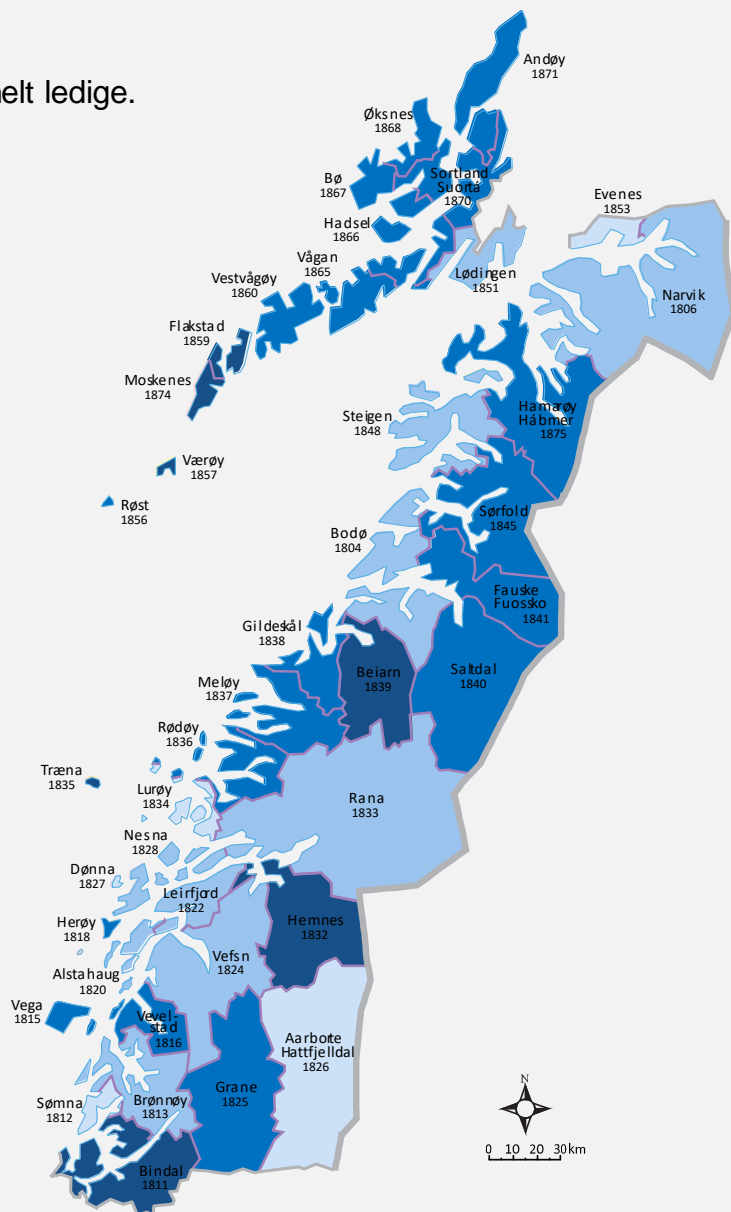 elt ledige.
Andøy
1871
Øksnes
1868
Bø
1867
Sortland
Suortá
1870
Evenes
1853
Hadsel
1866
Vågan
1865
Lødingen
1851
Vestvågøy
1860
Narvik
1806
Flakstad
1859
Moskenes
1874
Steigen
1848
Hamarøy
Hábmer
1875
Værøy
1857
Røst
1856
Sørfold
1845
Bodø
1804
Fauske
Fuossko
1841
Gildeskål
1838
Beiarn
1839
Saltdal
1840
Meløy
1837
Rødøy
1836
Træna
1835
Lurøy
1834
Rana
1833
Nesna
1828
Dønna
1827
Leirfjord
1822
Hemnes
1832
Herøy
1818
Vefsn
1824
Alstahaug
1820
Vega
1815
Vevel-
stad
1816
Aarborte
Hattfjelldal
1826
Grane
1825
Sømna
1812
Brønnøy
1813
N
0 10 20 30km
Bindal
1811